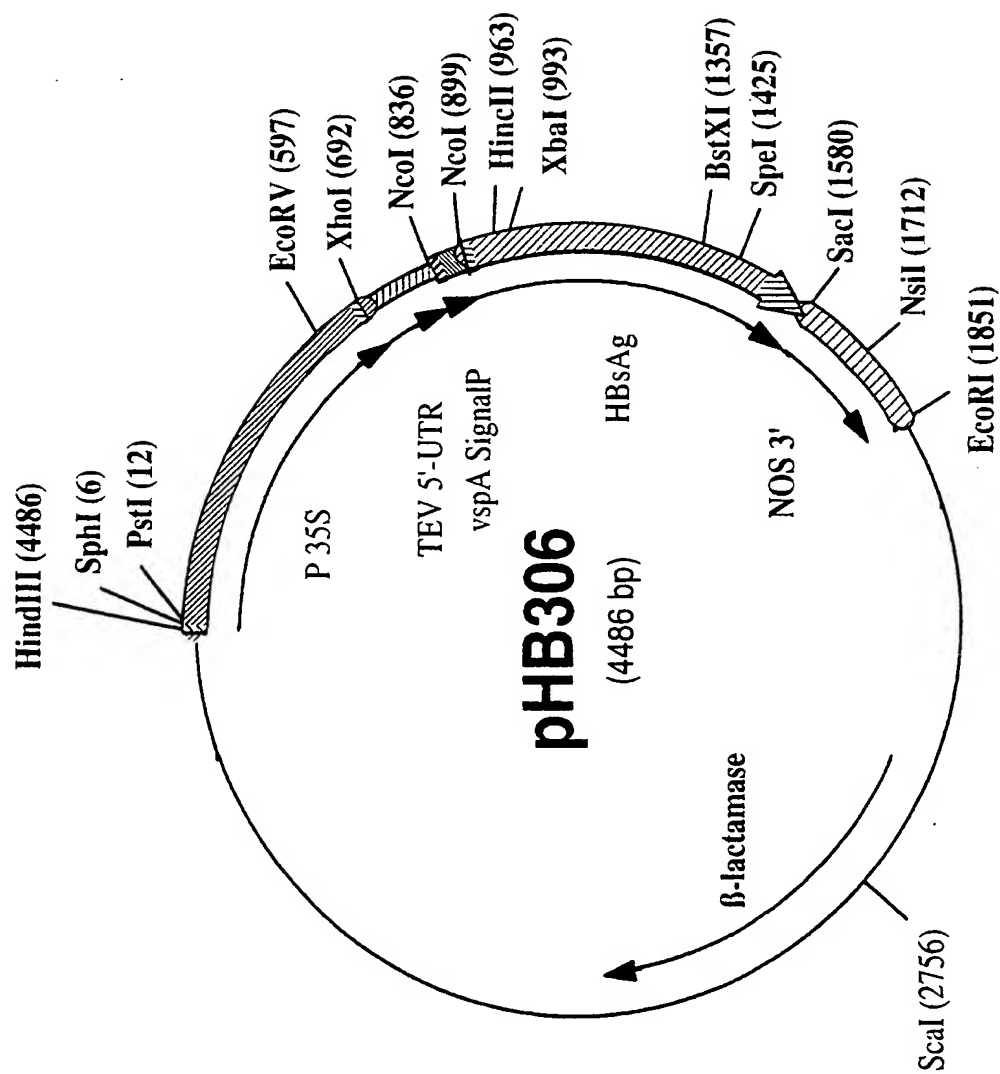 HindIII (4486)
SphI (6)
PstI (12)
EcoRV (597)
XhoI (692)
NcoI (836)
NcoI (899)
HincII (963)
XbaI (993)
BstXI (1357)
SpeI (1425)
SacI (1580)
NsiI (1712)
EcoRI (1851)
ScaI (2756)
P 35S
TEV 5'-UTR
vspA SignalP
HBsAg
NOS 3'
ß-lactamase
pHB306
(4486 bp)